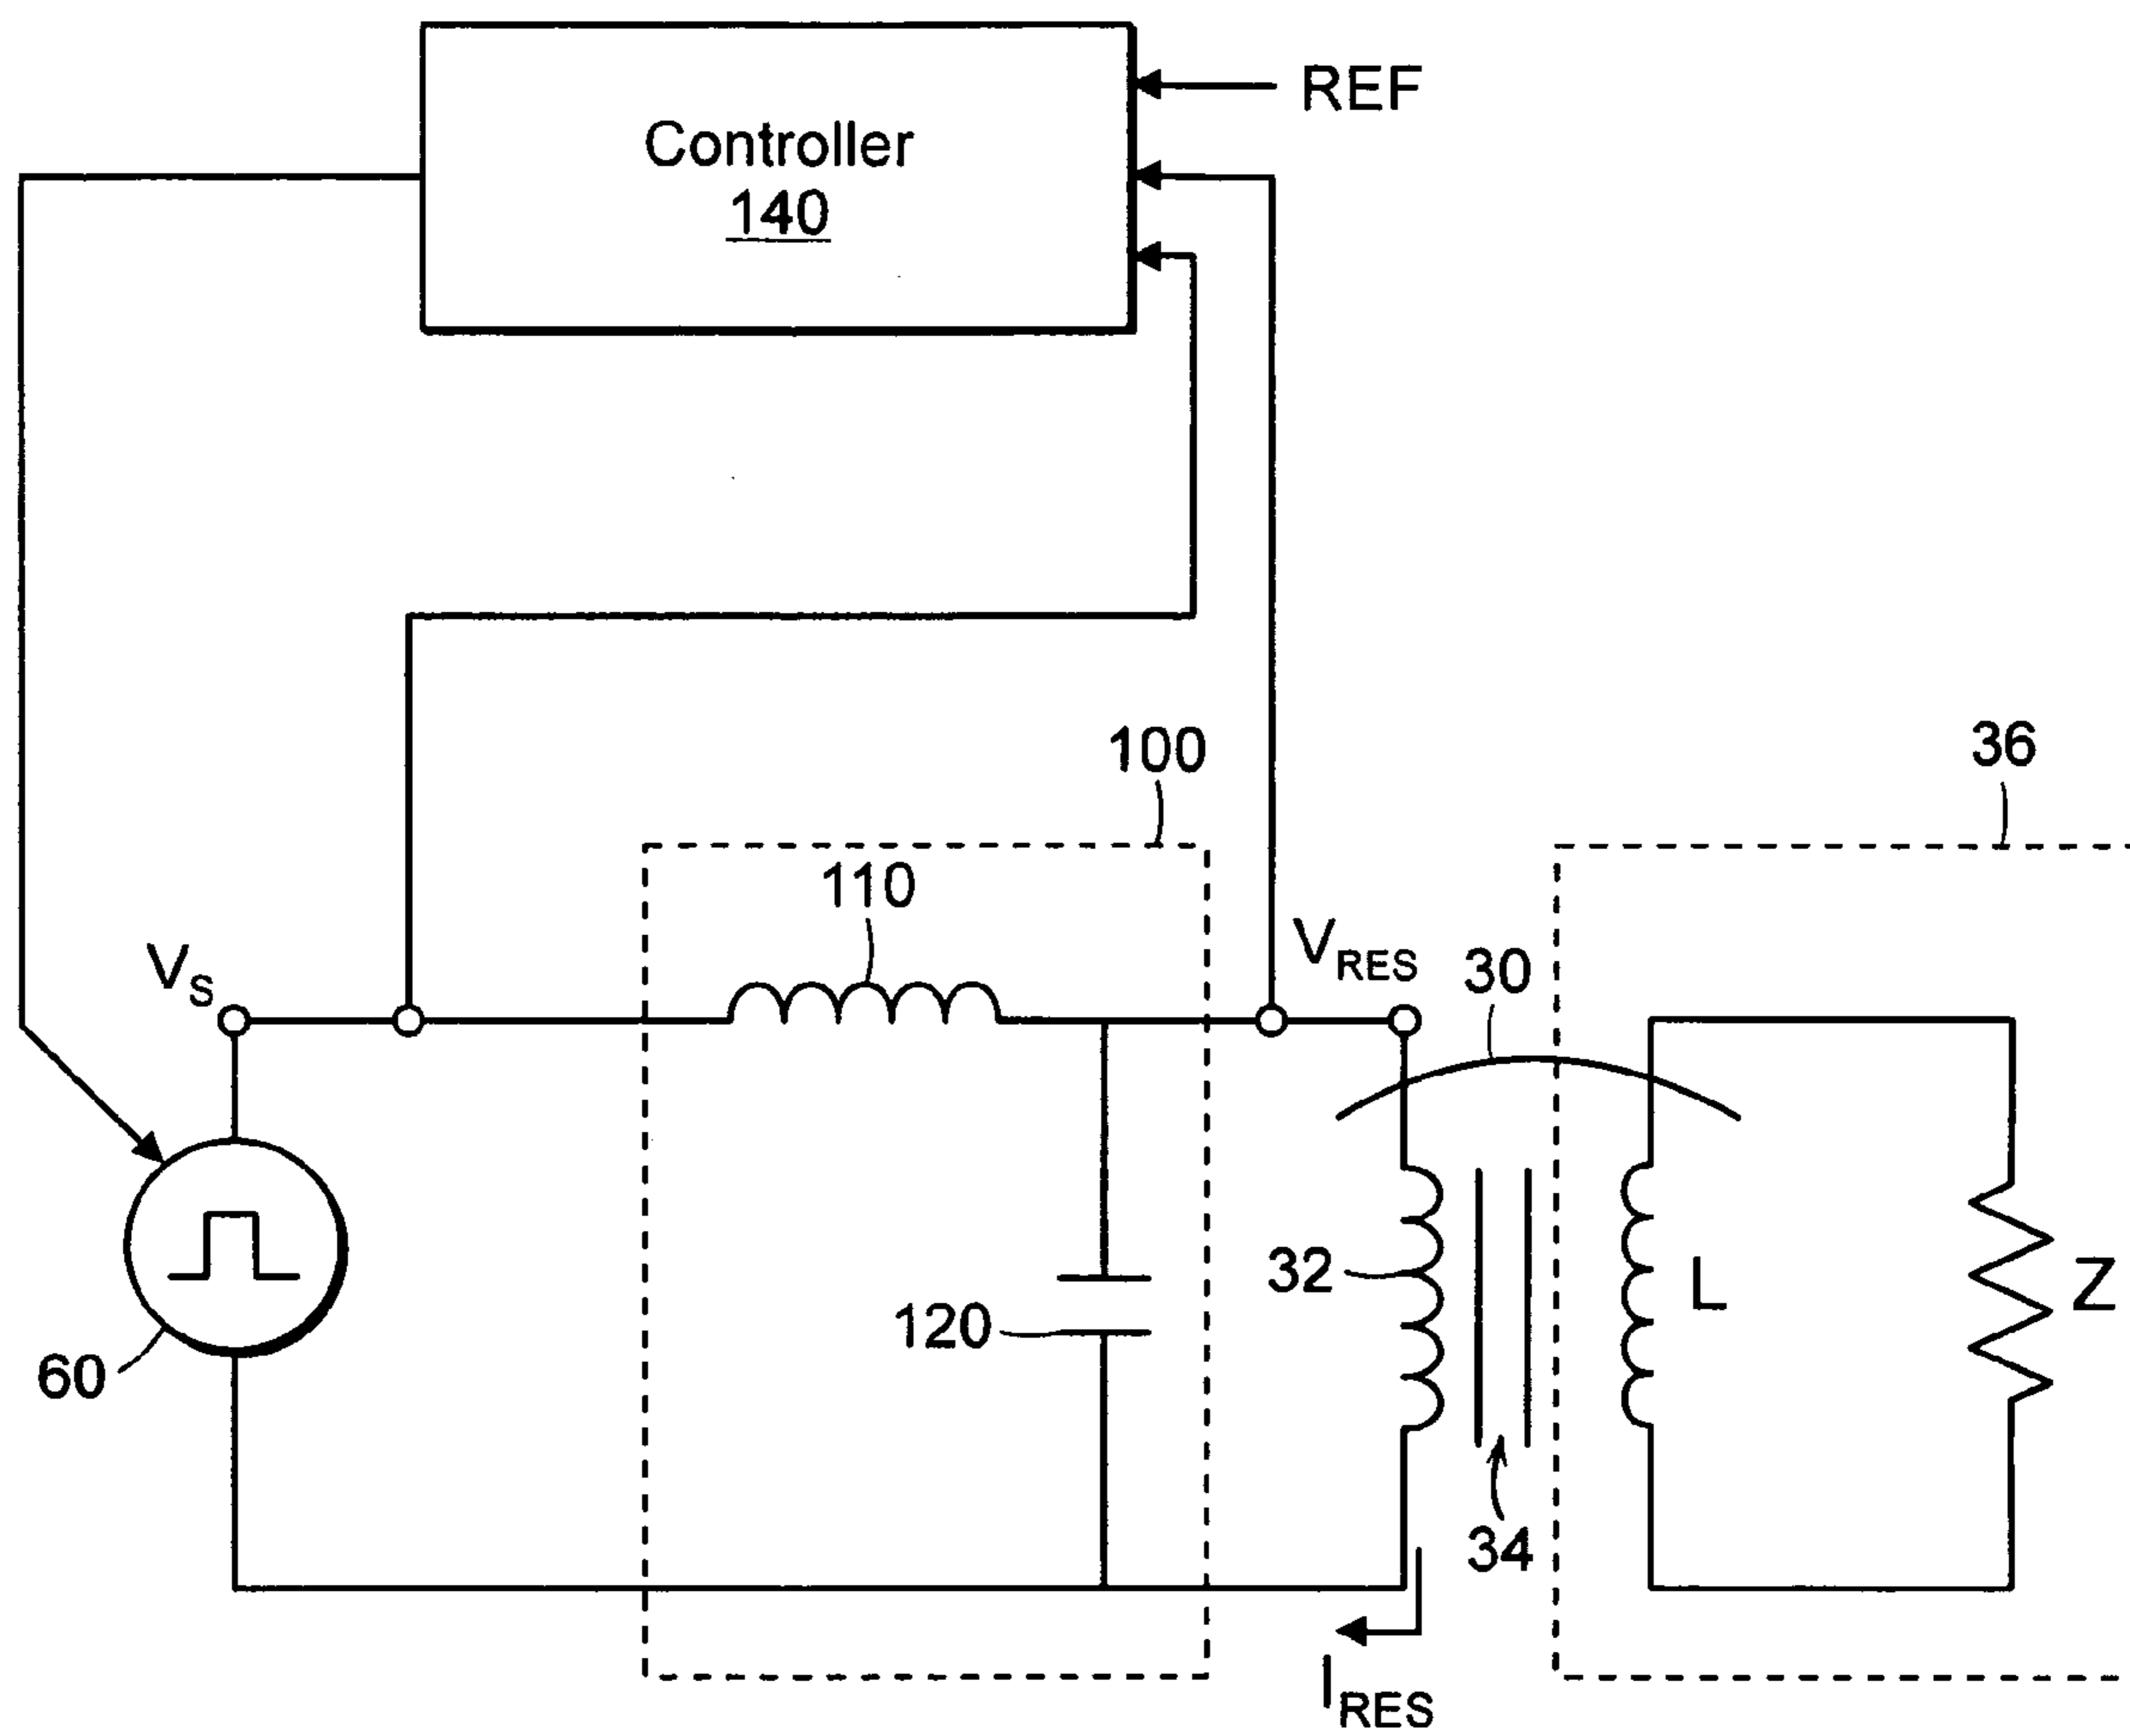 REF
Controller
140
100
36
110
V_S
V_RES
30
32
L
Z
120
60
34
I_RES